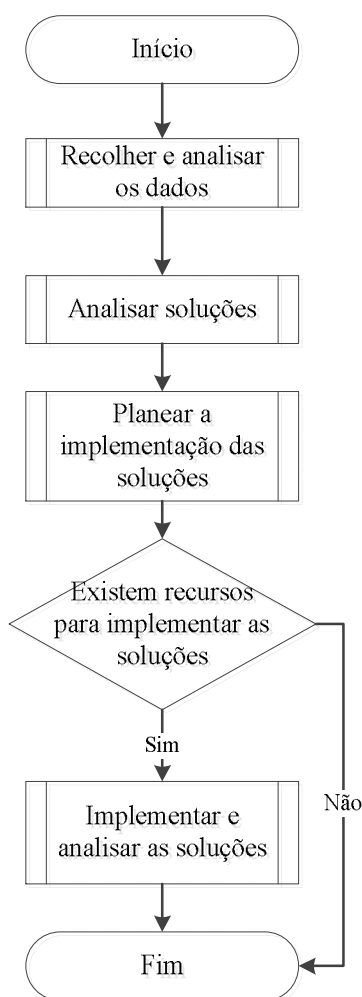 Início
Recolher e analisar
os dados
Analisar soluções
Planear a
implementação das
soluções
Existem recursos
para implementar as
soluções
Sim
Não
Implementar e
analisar as soluções
Fim